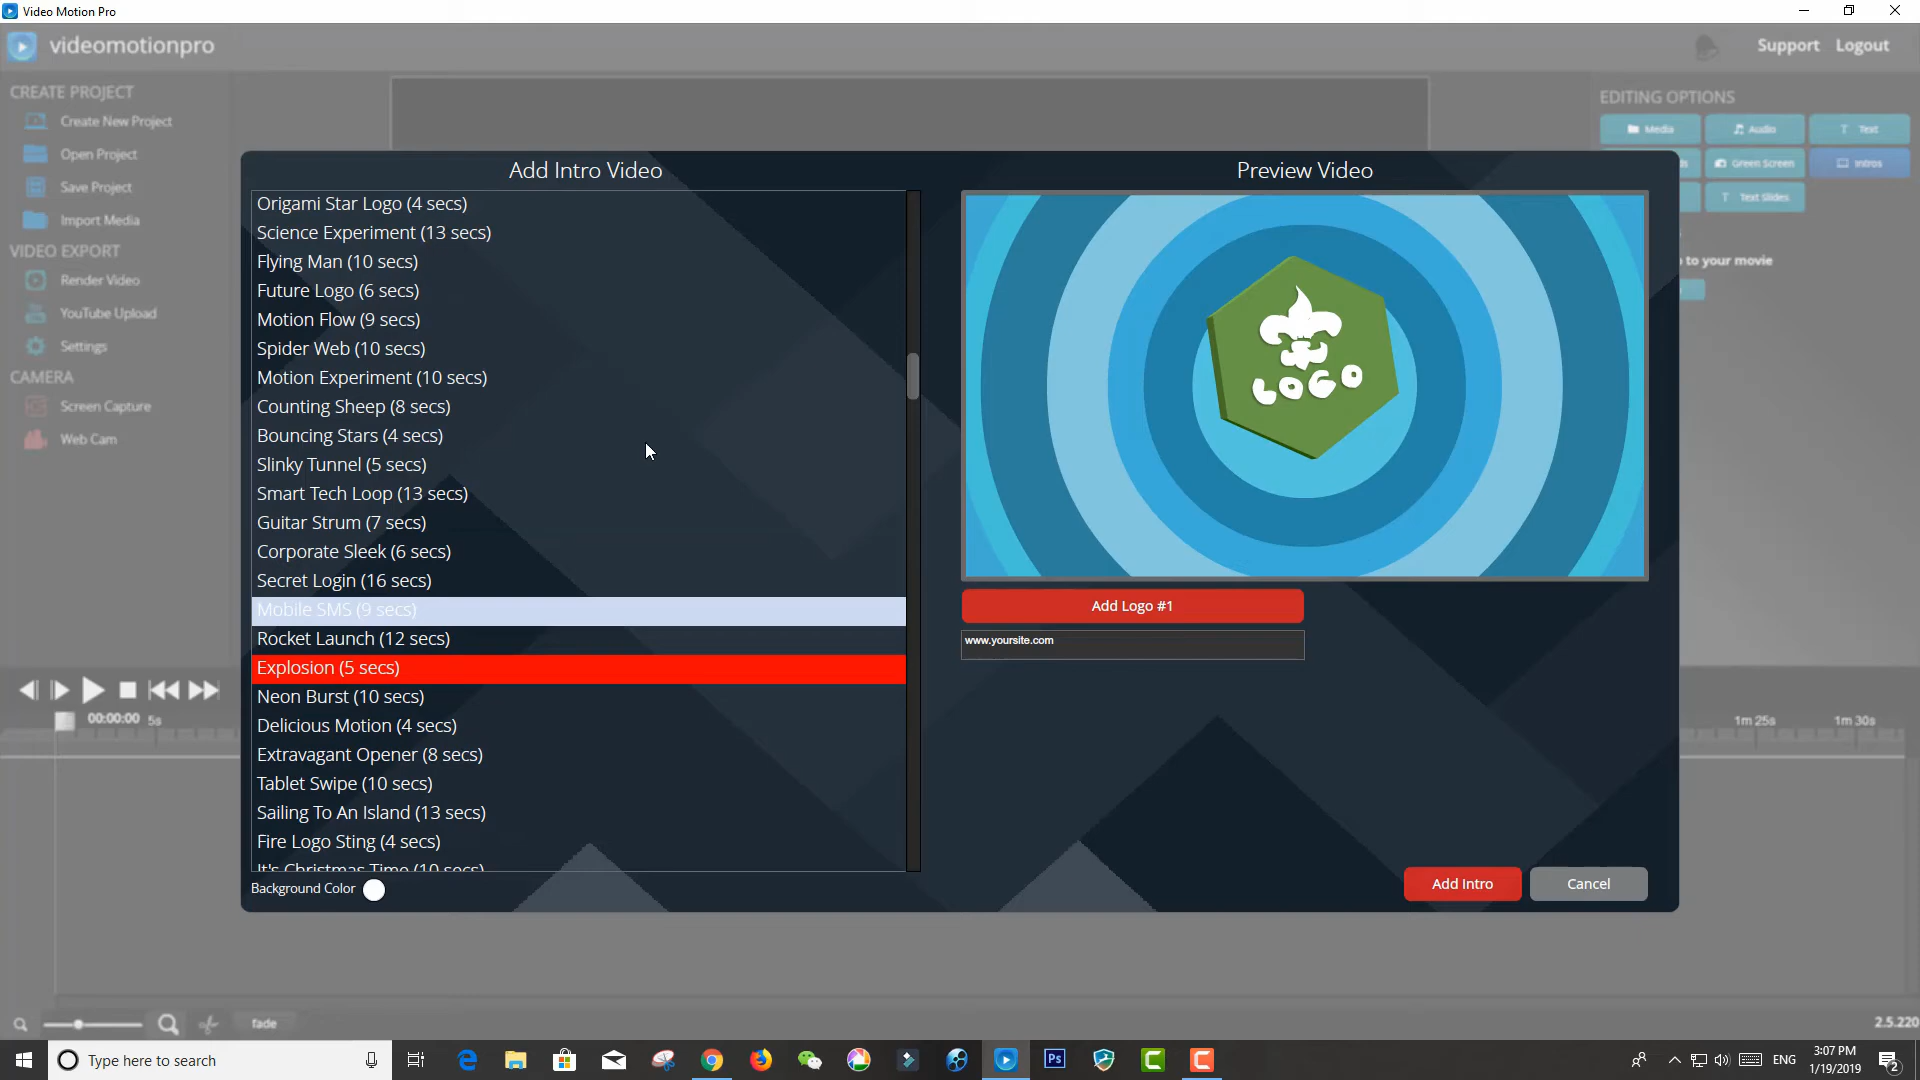 Video Motion Pro
videomotionpro
Support Logout
CREATE PROJECT
Create New Project
Open Project
Save Project
Import Media
VIDEO EXPORT
Render Video
YouTube Upload
Settings
CAMERA
Screen Capture
Web Cam
EDITING OPTIONS
Media Audio Text
Green Screen Intros
Text Slides
to your movie
Add Intro Video
Origami Star Logo (4 secs)
Science Experiment (13 secs)
Flying Man (10 secs)
Future Logo (6 secs)
Motion Flow (9 secs)
Spider Web (10 secs)
Motion Experiment (10 secs)
Counting Sheep (8 secs)
Bouncing Stars (4 secs)
Slinky Tunnel (5 secs)
Smart Tech Loop (13 secs)
Guitar Strum (7 secs)
Corporate Sleek (6 secs)
Secret Login (16 secs)
Mobile SMS (9 secs)
Rocket Launch (12 secs)
Explosion (5 secs)
Neon Burst (10 secs)
Delicious Motion (4 secs)
Extravagant Opener (8 secs)
Tablet Swipe (10 secs)
Sailing To An Island (13 secs)
Fire Logo Sting (4 secs)
It's Christmas Time (10 secs)
Background Color
Preview Video
LOGO
Add Logo #1
www.yoursite.com
Add Intro Cancel
00:00:00 5s
1m 25s 1m 30s
fade
2.5.220
Type here to search
Ps
ENG
3:07 PM
1/19/2019
2